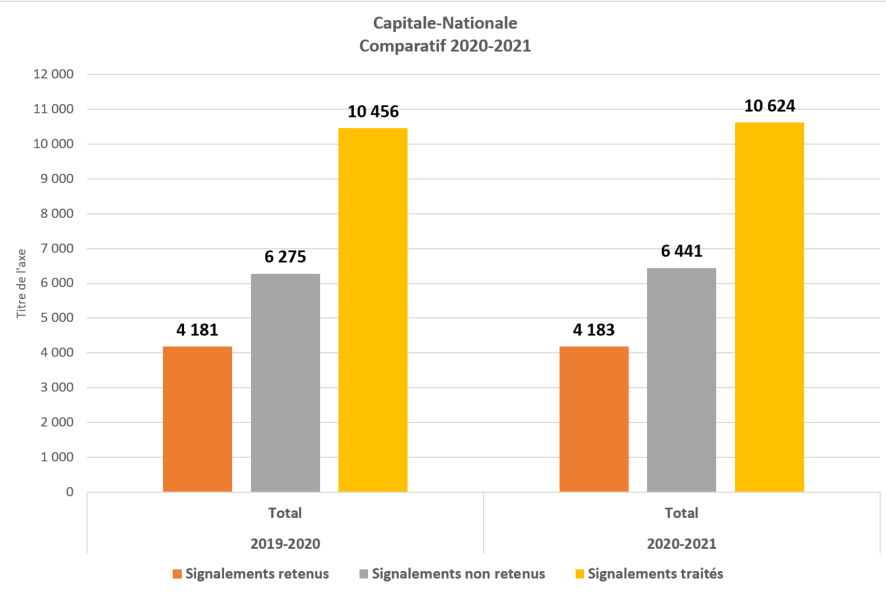 Capitale-Nationale
Comparatif 2020-2021
12 000
11 000
10 000
9 000
8 000
7 000
6 000
5 000
4 000
3 000
2 000
1 000
0
Titre de l'axe
4 181
6 275
10 456
4 183
6 441
10 624
Total
Total
2019-2020
2020-2021
Signalements retenus
Signalements non retenus
Signalements traités